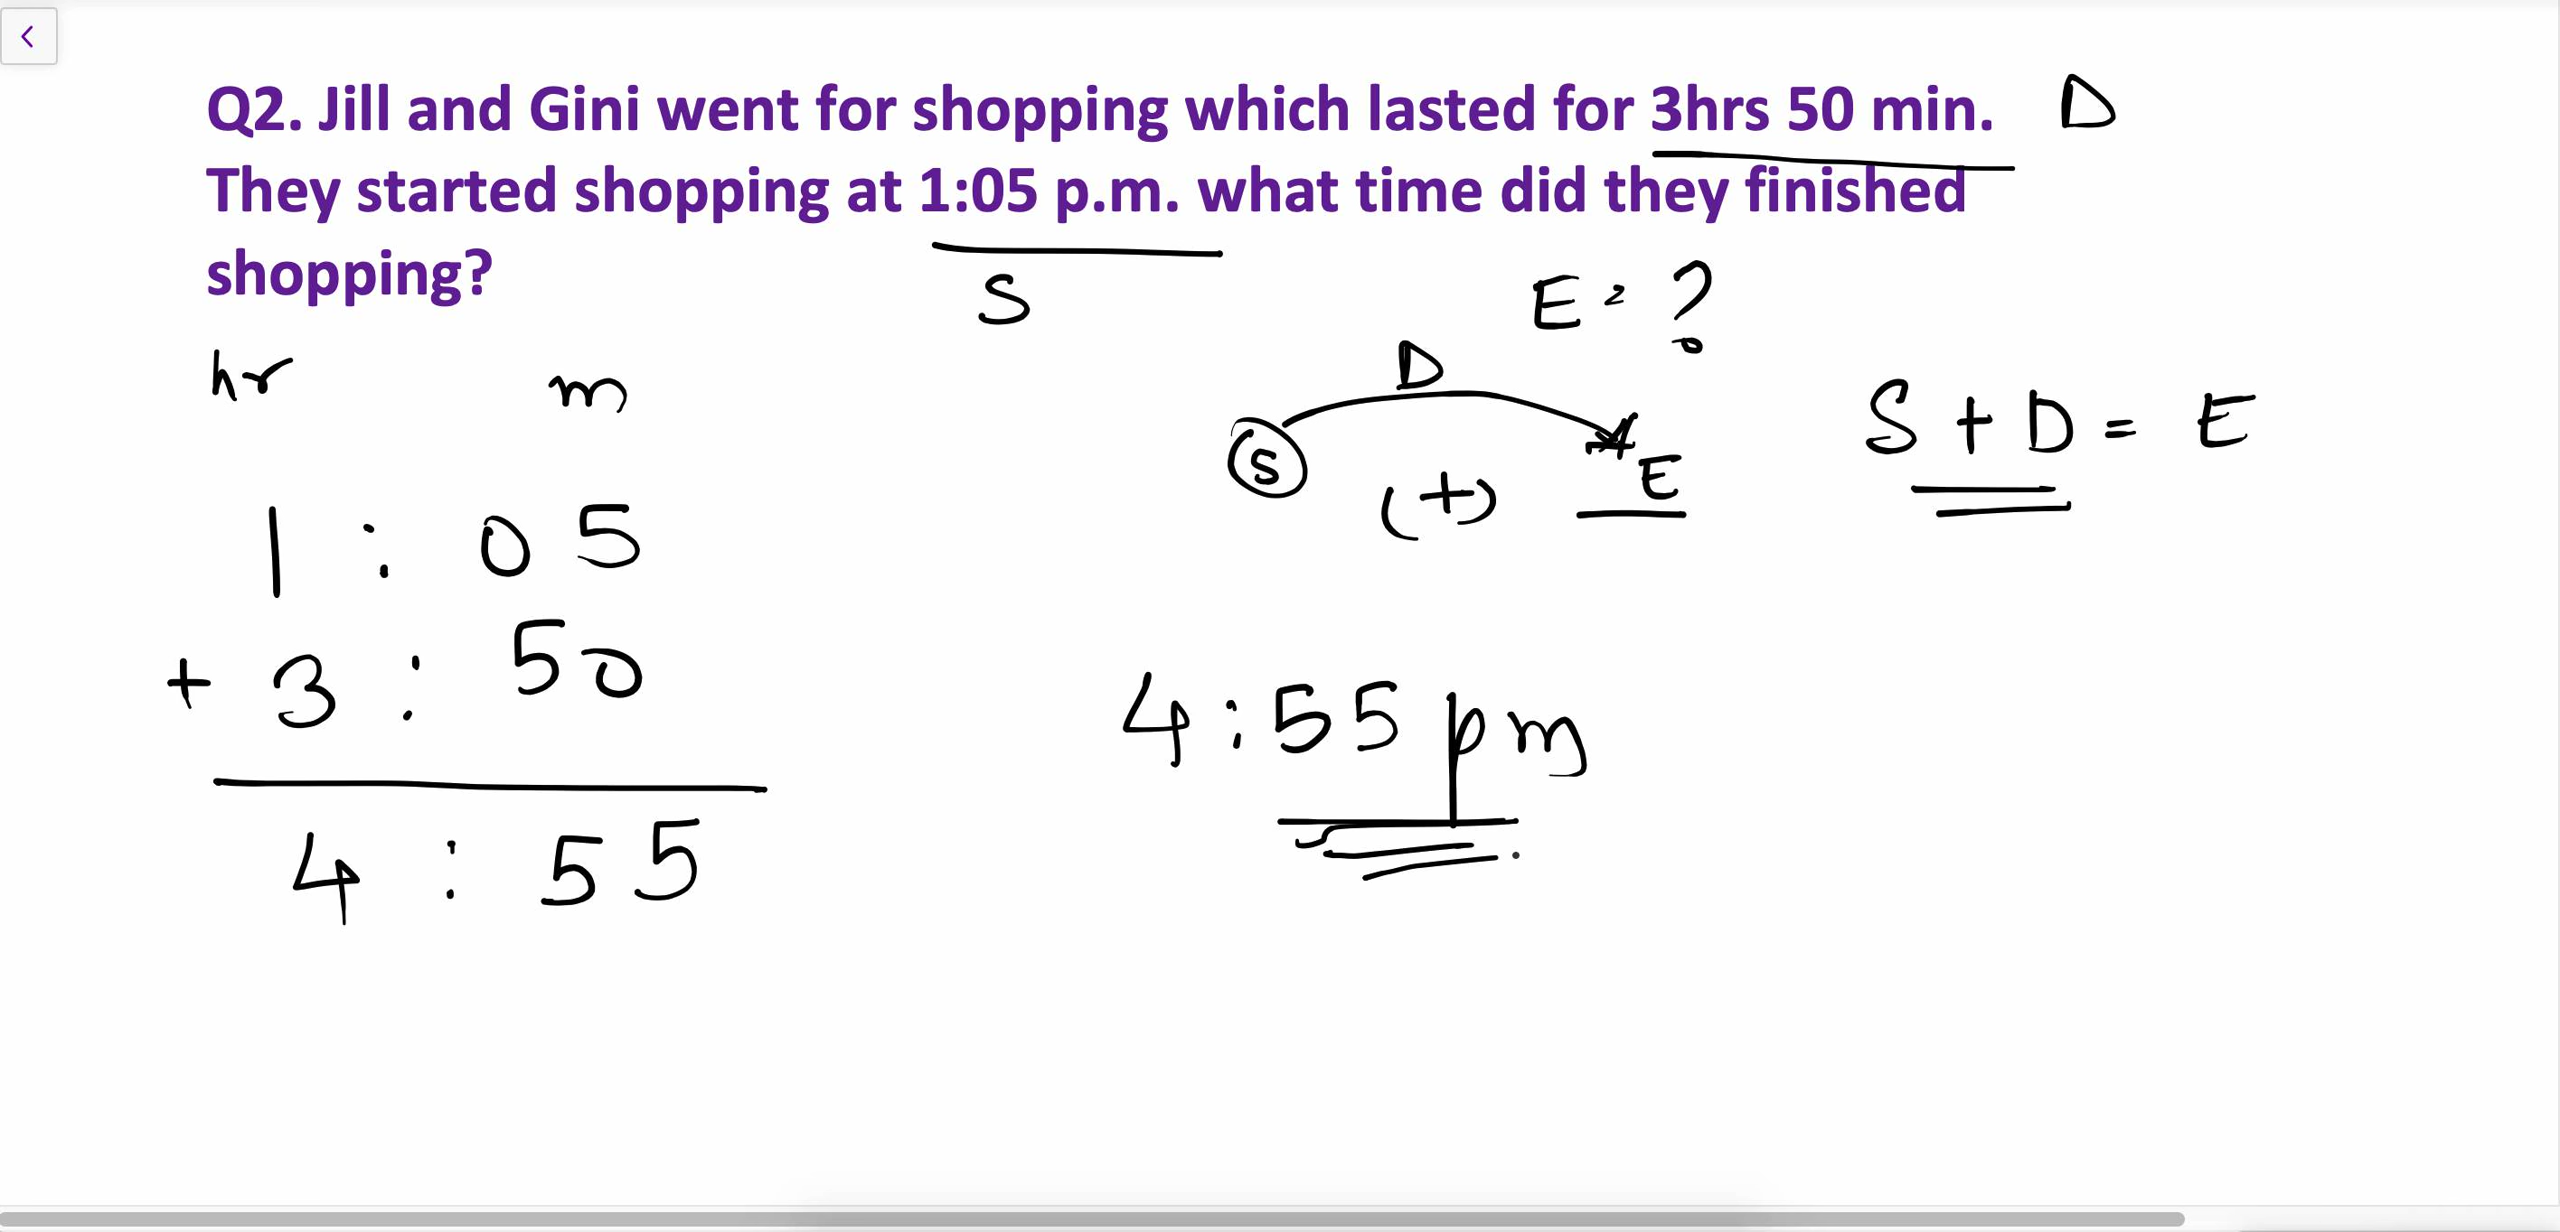 Q2. Jill and Gini went for shopping which lasted for 3hrs 50 min. D
They started shopping at 1:05 p.m. what time did they finished
shopping?
S
E = ?
hr m
D
S E
(+)
S + D = E
1 : 05
+ 3 : 50
4 : 55
4 : 55 pm